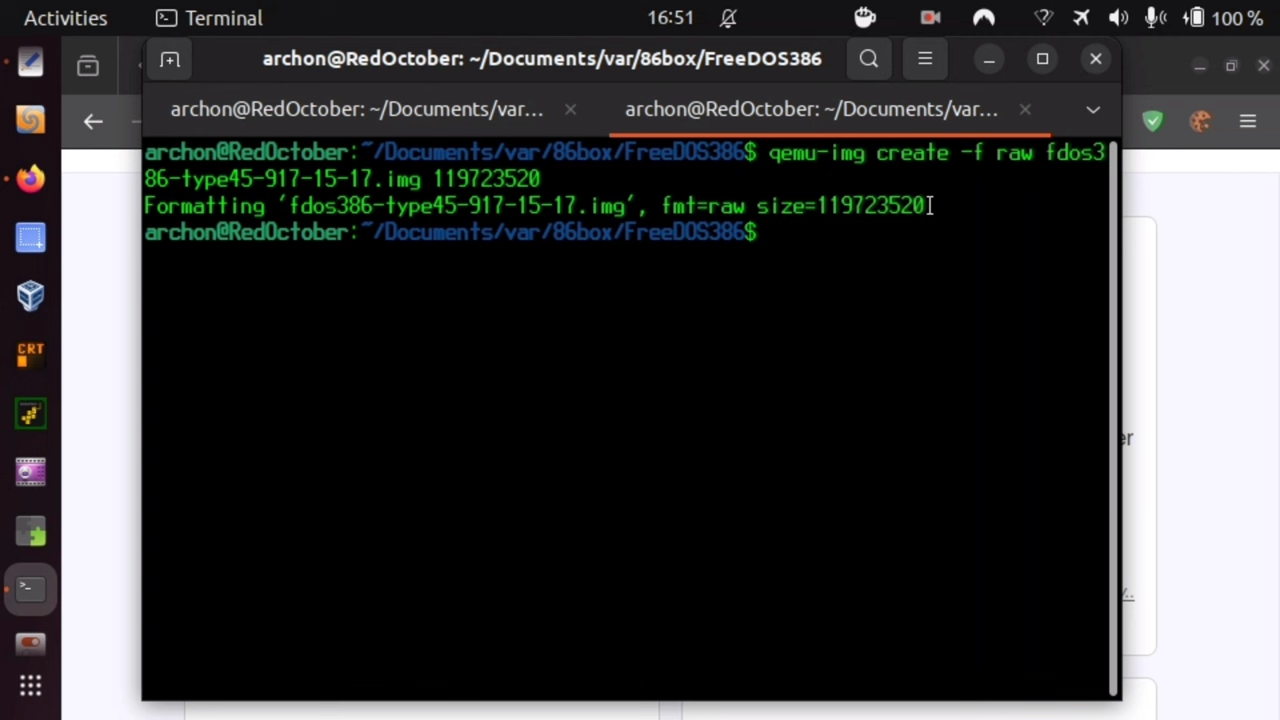 Activities
Terminal
16:51
100 %
archon@RedOctober: ~/Documents/var/86box/FreeDOS386
archon@RedOctober: ~/Documents/var...
archon@RedOctober: ~/Documents/var...
archon@RedOctober:~/Documents/var/86box/FreeDOS386$ qemu-img create -f raw fdos3
86-type45-917-15-17.img 119723520
Formatting 'fdos386-type45-917-15-17.img', fmt=raw size=119723520
archon@RedOctober:~/Documents/var/86box/FreeDOS386$
CRT
er